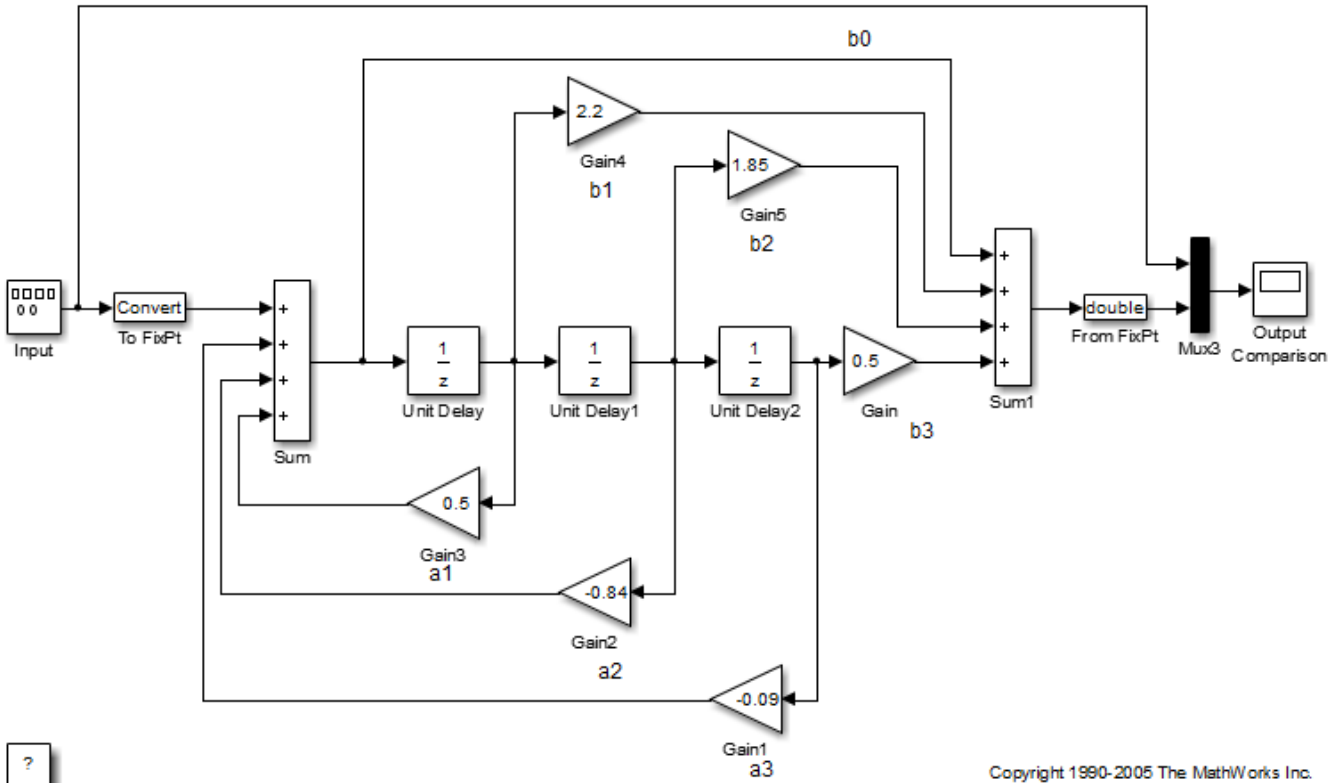 b0
2.2
Gain4
b1
1.85
Gain5
b2
+
+
+
+
Sum1
Input
Convert
To FixPt
+
+
+
+
Sum
1
z
Unit Delay
1
z
Unit Delay1
1
z
Unit Delay2
0.5
Gain
b3
double
From FixPt
Mux3
Output
Comparison
0.5
Gain3
a1
-0.84
Gain2
a2
-0.09
Gain1
a3
?
Copyright 1990-2005 The MathWorks Inc.